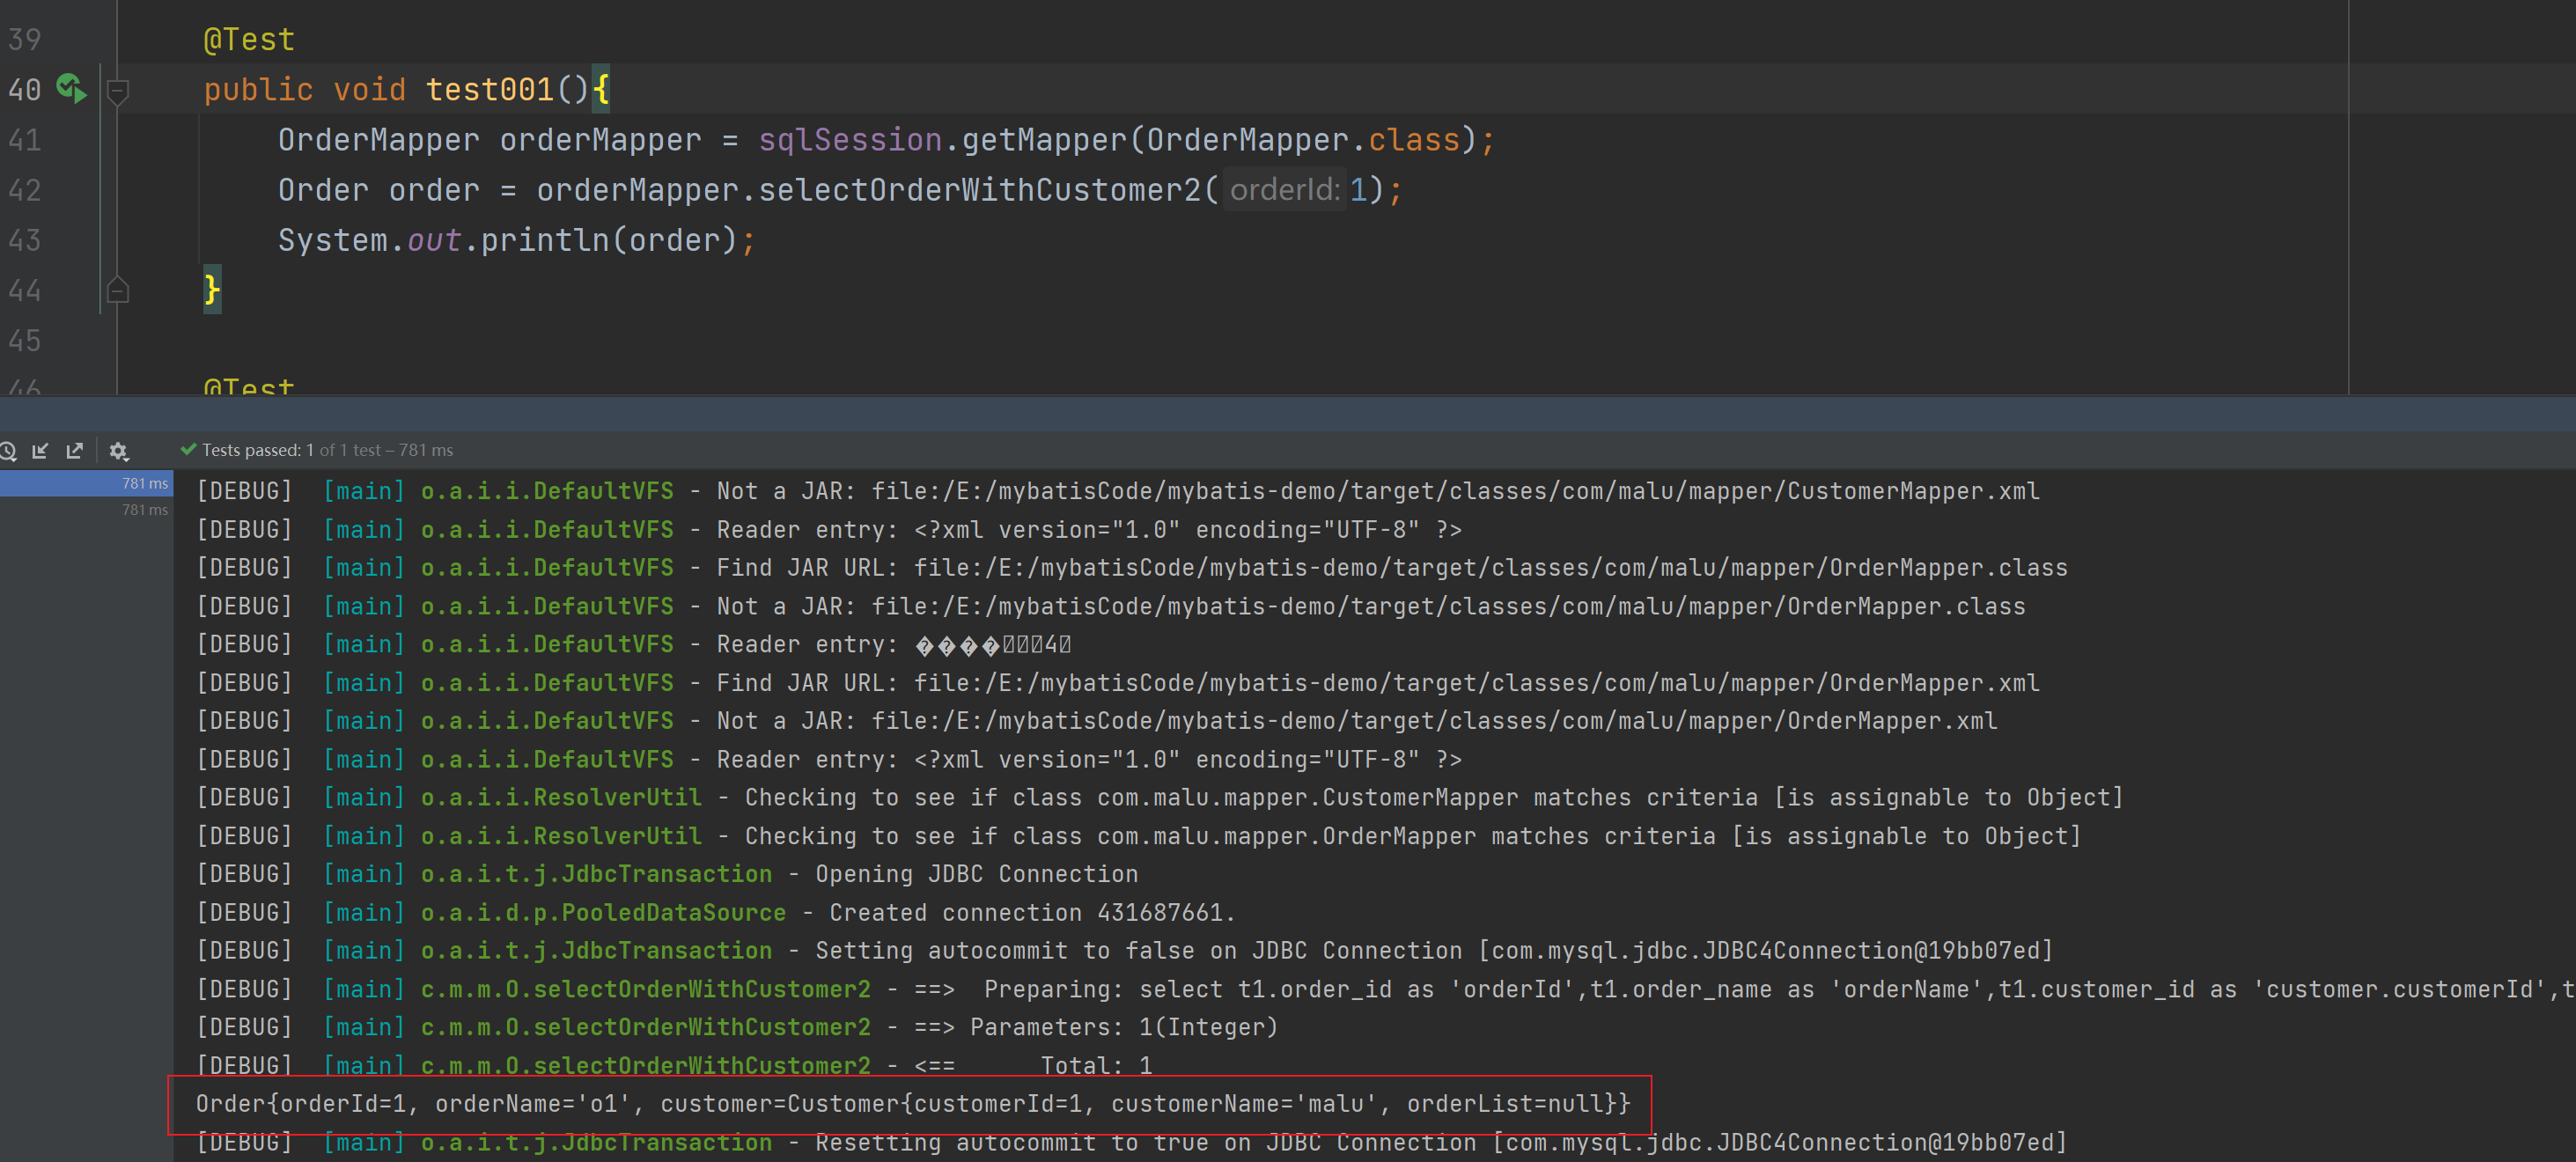 39 @Test
40 public void test001(){
41 OrderMapper orderMapper = sqlSession.getMapper(OrderMapper.class);
42 Order order = orderMapper.selectOrderWithCustomer2( orderId: 1);
43 System.out.println(order);
44 }
45
46 @Test
Tests passed: 1 of 1 test – 781 ms
781 ms
781 ms
[DEBUG] [main] o.a.i.i.DefaultVFS - Not a JAR: file:/E:/mybatisCode/mybatis-demo/target/classes/com/malu/mapper/CustomerMapper.xml
[DEBUG] [main] o.a.i.i.DefaultVFS - Reader entry: <?xml version="1.0" encoding="UTF-8" ?>
[DEBUG] [main] o.a.i.i.DefaultVFS - Find JAR URL: file:/E:/mybatisCode/mybatis-demo/target/classes/com/malu/mapper/OrderMapper.class
[DEBUG] [main] o.a.i.i.DefaultVFS - Not a JAR: file:/E:/mybatisCode/mybatis-demo/target/classes/com/malu/mapper/OrderMapper.class
[DEBUG] [main] o.a.i.i.DefaultVFS - Reader entry: ����4
[DEBUG] [main] o.a.i.i.DefaultVFS - Find JAR URL: file:/E:/mybatisCode/mybatis-demo/target/classes/com/malu/mapper/OrderMapper.xml
[DEBUG] [main] o.a.i.i.DefaultVFS - Not a JAR: file:/E:/mybatisCode/mybatis-demo/target/classes/com/malu/mapper/OrderMapper.xml
[DEBUG] [main] o.a.i.i.DefaultVFS - Reader entry: <?xml version="1.0" encoding="UTF-8" ?>
[DEBUG] [main] o.a.i.i.ResolverUtil - Checking to see if class com.malu.mapper.CustomerMapper matches criteria [is assignable to Object]
[DEBUG] [main] o.a.i.i.ResolverUtil - Checking to see if class com.malu.mapper.OrderMapper matches criteria [is assignable to Object]
[DEBUG] [main] o.a.i.t.j.JdbcTransaction - Opening JDBC Connection
[DEBUG] [main] o.a.i.d.p.PooledDataSource - Created connection 431687661.
[DEBUG] [main] o.a.i.t.j.JdbcTransaction - Setting autocommit to false on JDBC Connection [com.mysql.jdbc.JDBC4Connection@19bb07ed]
[DEBUG] [main] c.m.m.O.selectOrderWithCustomer2 - ==>  Preparing: select t1.order_id as 'orderId',t1.order_name as 'orderName',t1.customer_id as 'customer.customerId',t
[DEBUG] [main] c.m.m.O.selectOrderWithCustomer2 - ==> Parameters: 1(Integer)
[DEBUG] [main] c.m.m.O.selectOrderWithCustomer2 - <==      Total: 1
Order{orderId=1, orderName='o1', customer=Customer{customerId=1, customerName='malu', orderList=null}}
[DEBUG] [main] o.a.i.t.j.JdbcTransaction - Resetting autocommit to true on JDBC Connection [com.mysql.jdbc.JDBC4Connection@19bb07ed]